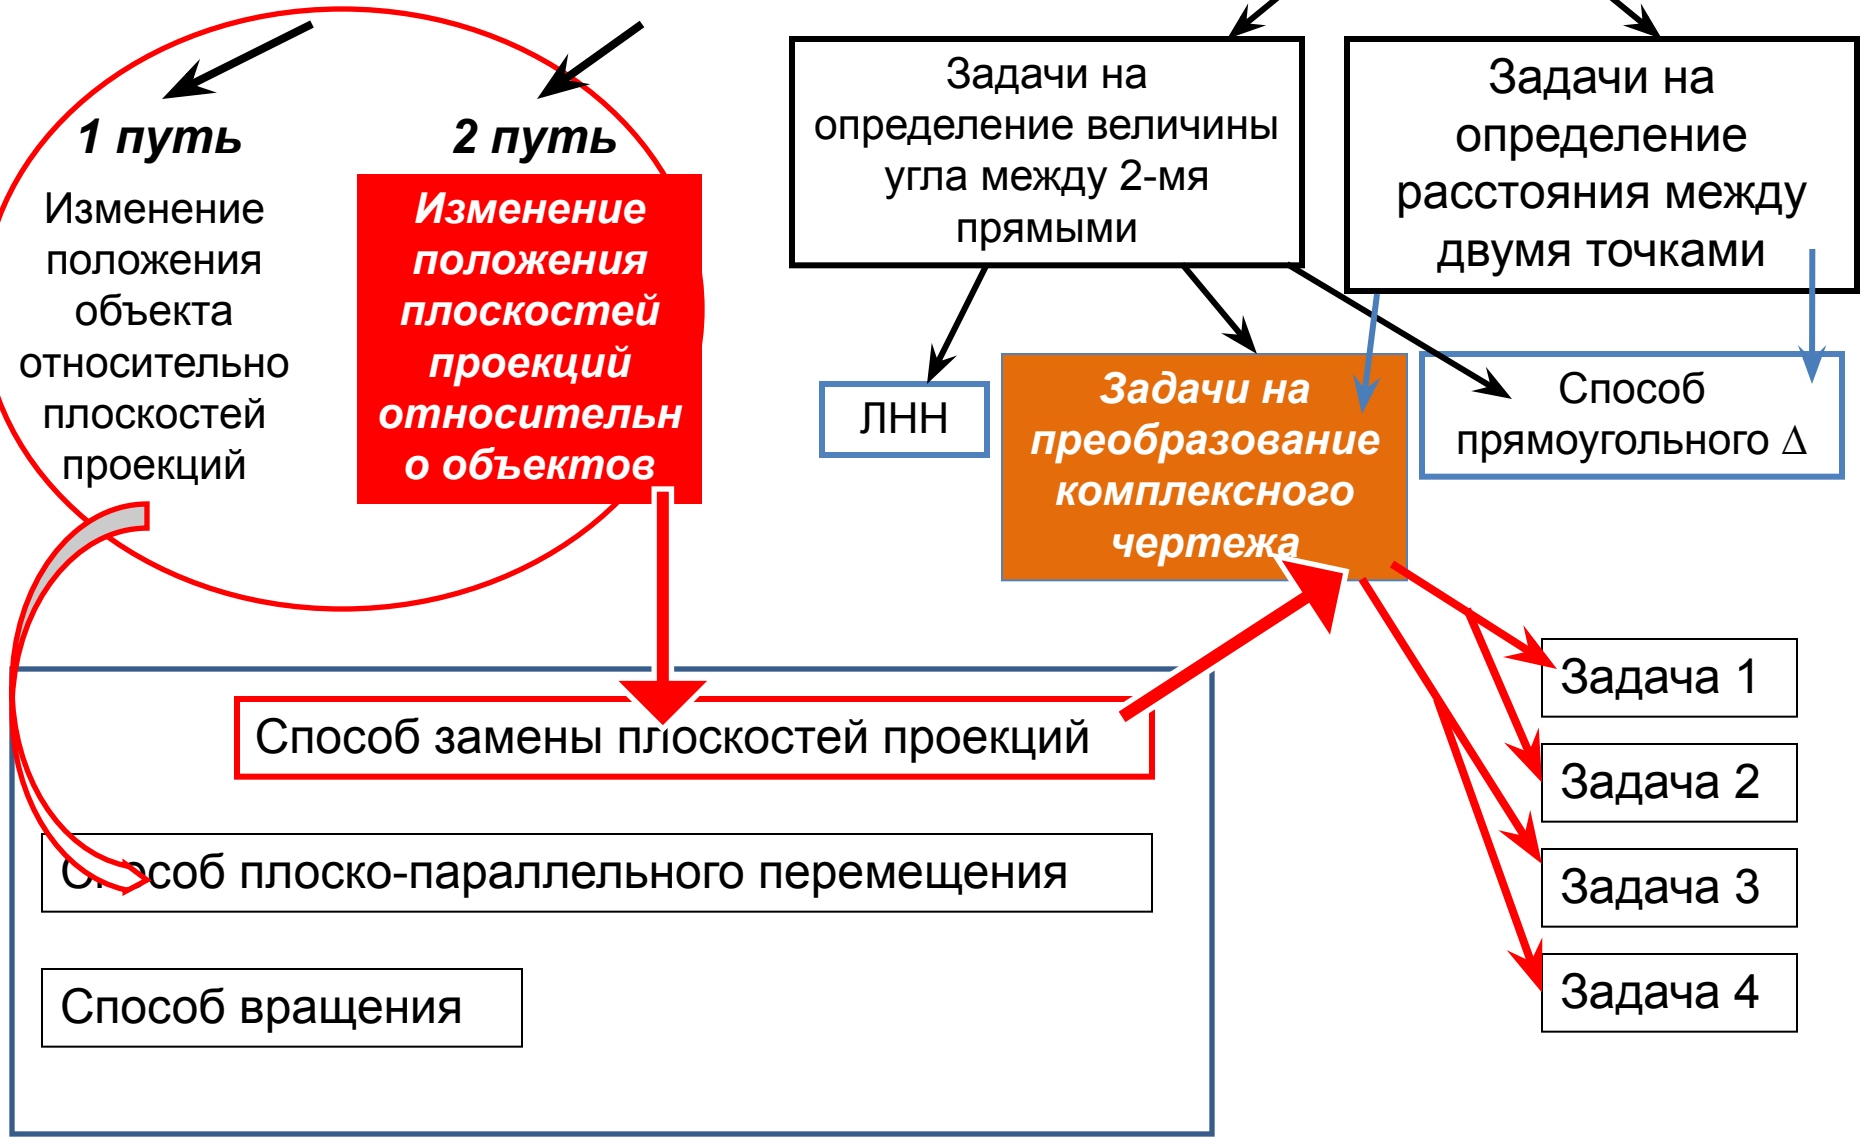 1 путь
Изменение
положения
объекта
относительно
плоскостей
проекций
2 путь
Изменение
положения
плоскостей
проекций
относительн
о объектов
Задачи на
определение величины
угла между 2-мя
прямыми
Задачи на
определение
расстояния между
двумя точками
ЛНН
Задачи на
преобразование
комплексного
чертежа
Способ
прямоугольного Δ
Способ замены плоскостей проекций
Способ плоско-параллельного перемещения
Способ вращения
Задача 1
Задача 2
Задача 3
Задача 4